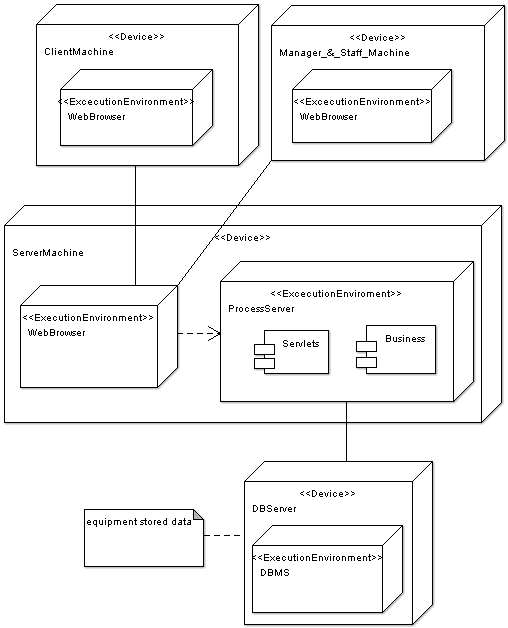 <<Device>>
ClientMachine
<<ExcecutionEnvironment>>
WebBrowser
<<Device>>
Manager_&_Staff_Machine
<<ExcecutionEnvironment>>
WebBrowser
<<Device>>
ServerMachine
<<ExecutionEnvironment>>
WebBrowser
<<ExcecutionEnviroment>>
ProcessServer
Servlets
Business
<<Device>>
DBServer
equipment stored data
<<ExecutionEnvironment>>
DBMS